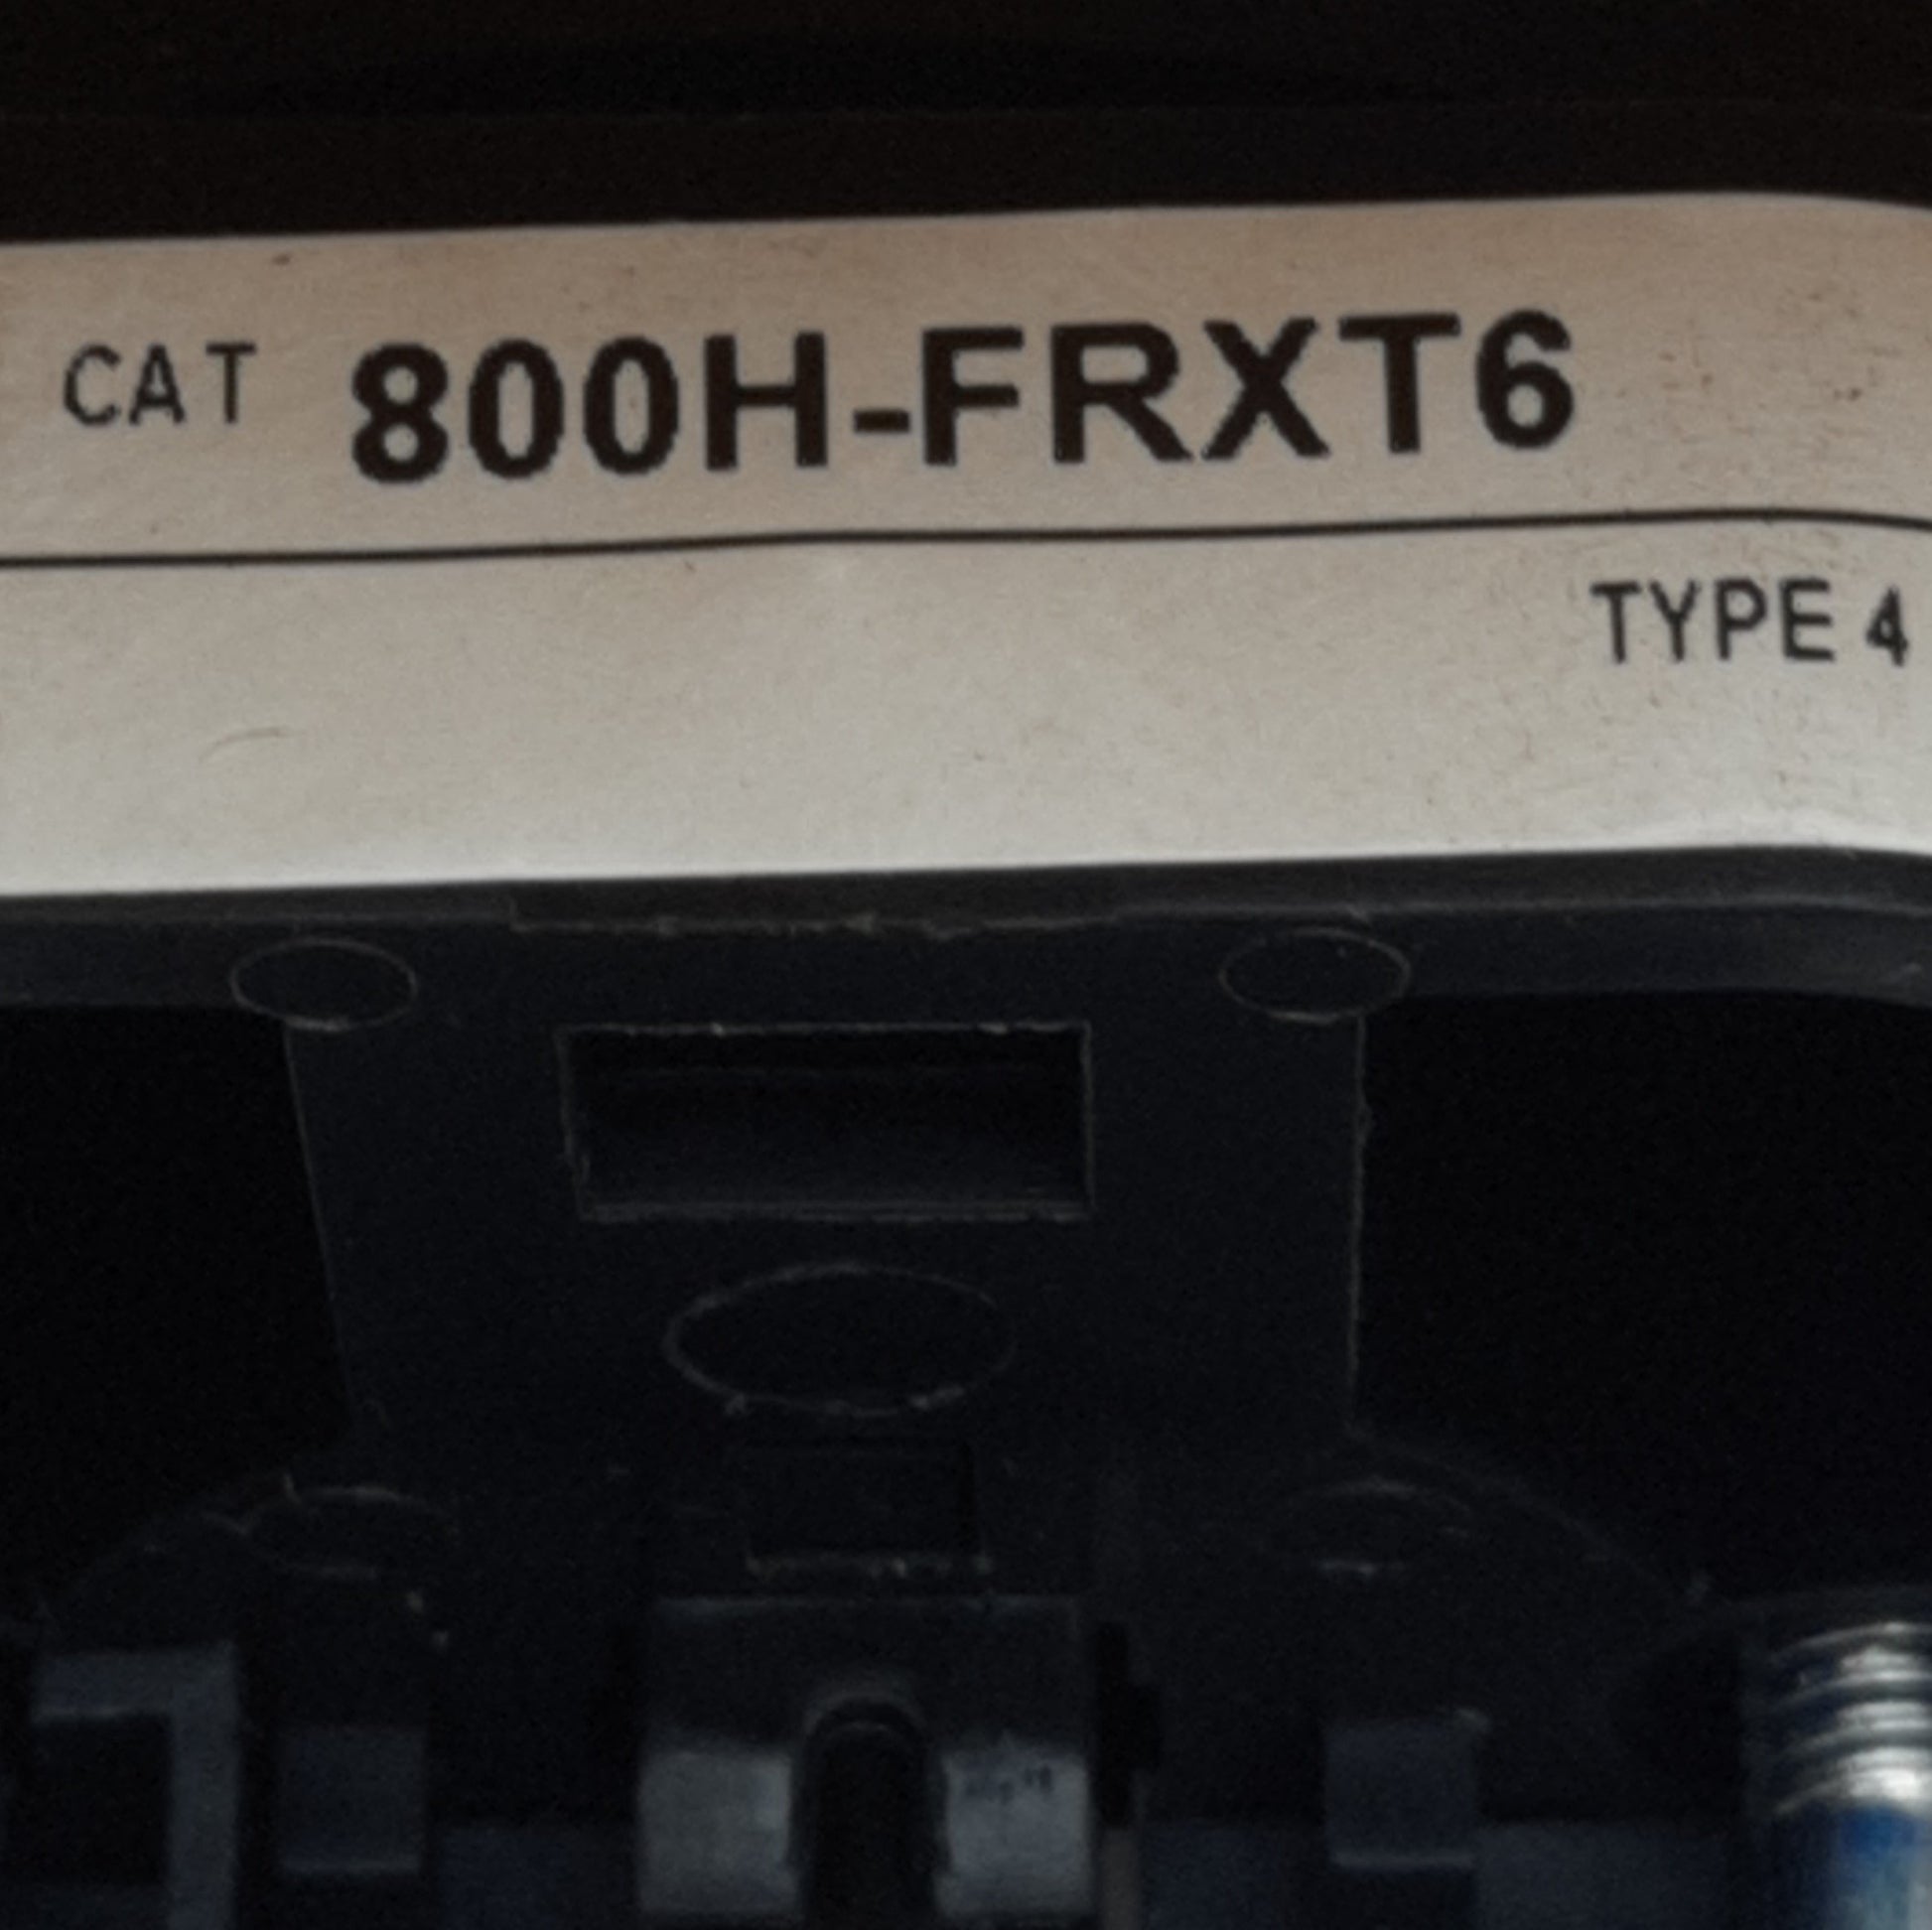 CAT 800H-FRXT6
TYPE 4